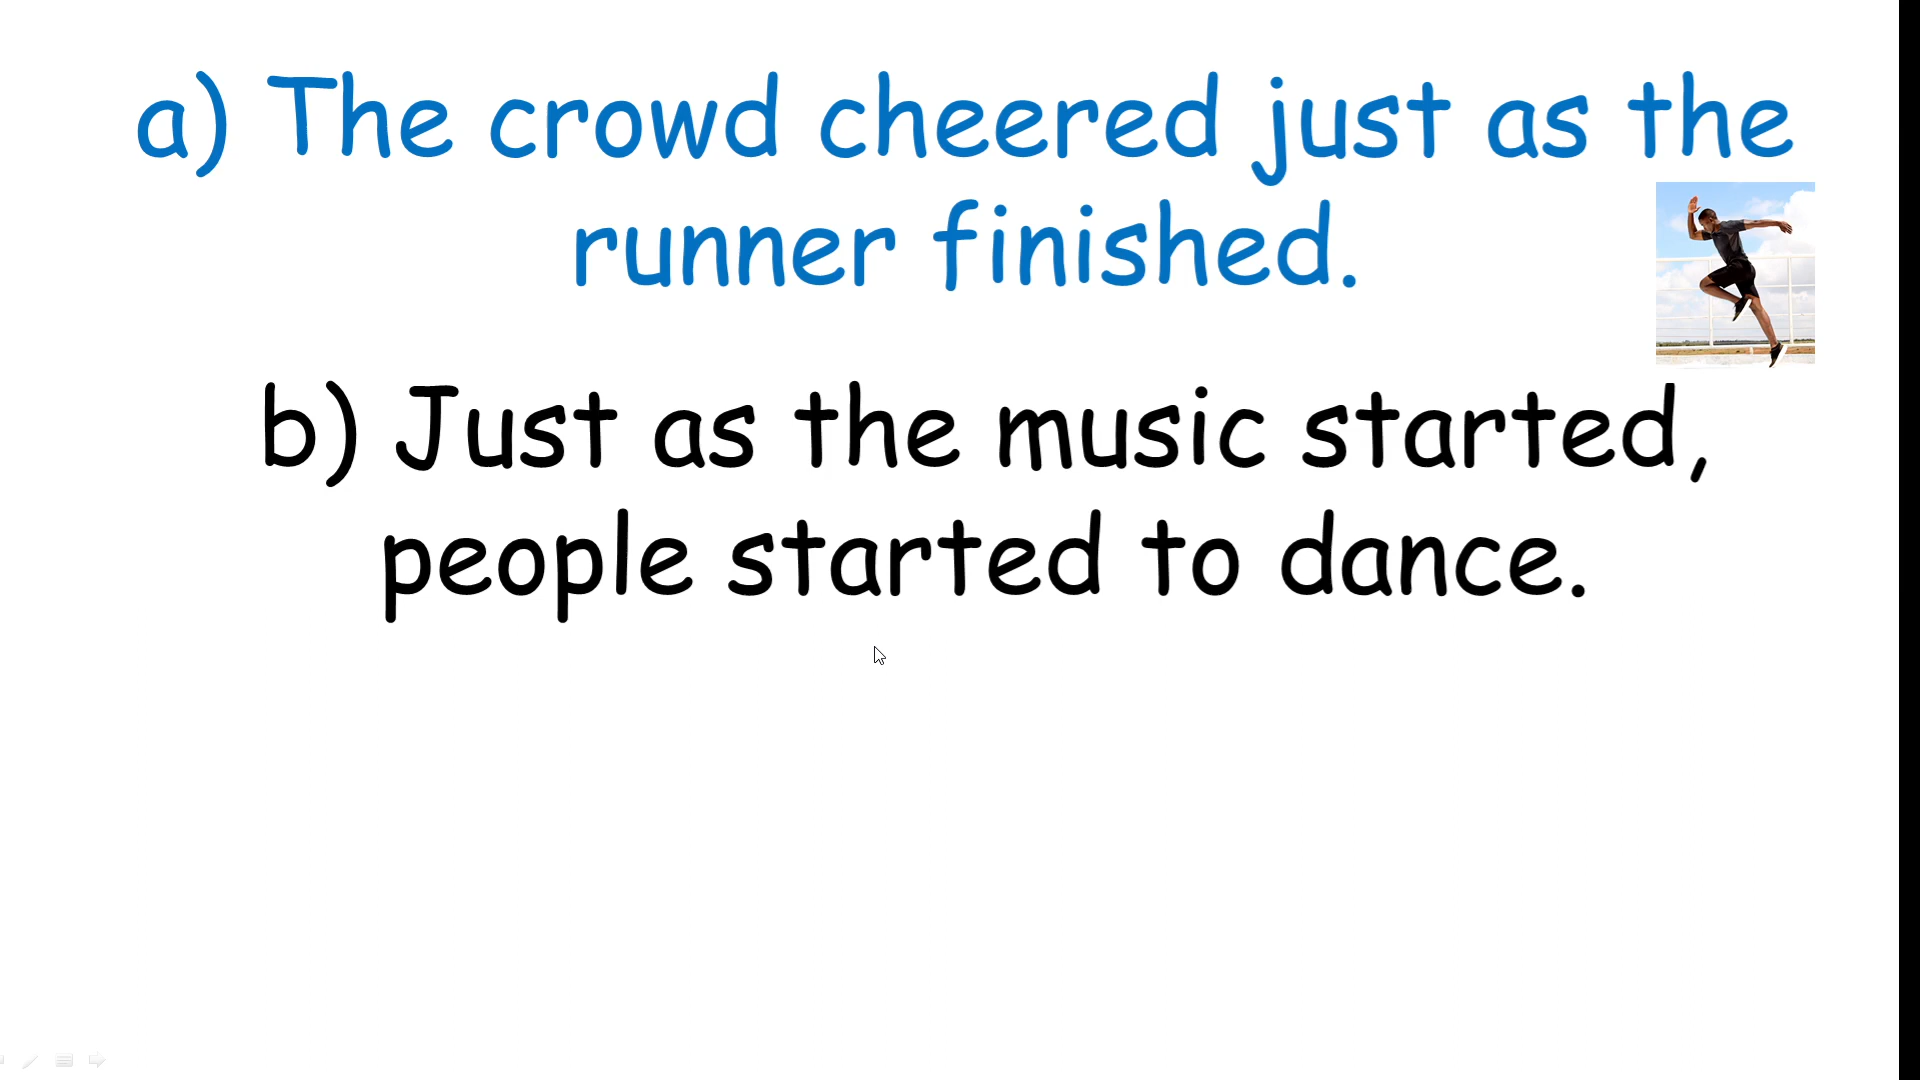 a) The crowd cheered just as the
runner finished.
b) Just as the music started,
people started to dance.